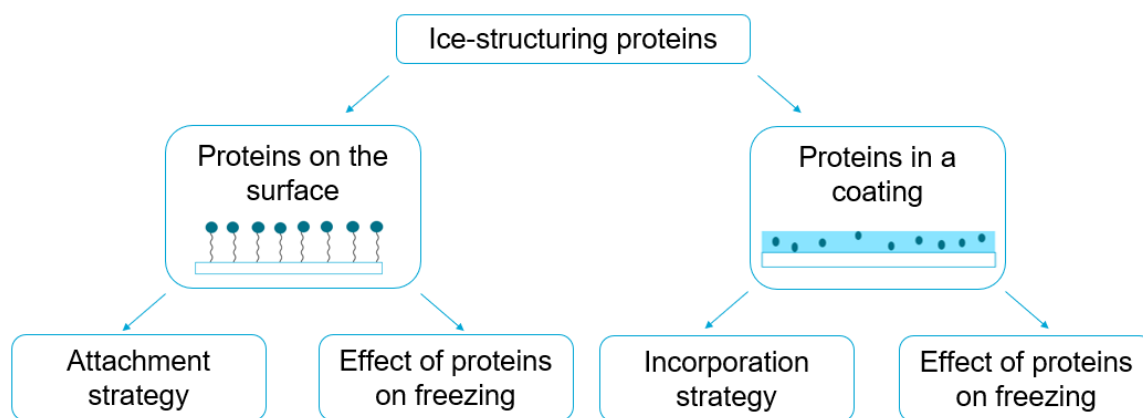 Ice-structuring proteins
Proteins on the
surface
Proteins in a
coating
Attachment
strategy
Effect of proteins
on freezing
Incorporation
strategy
Effect of proteins
on freezing